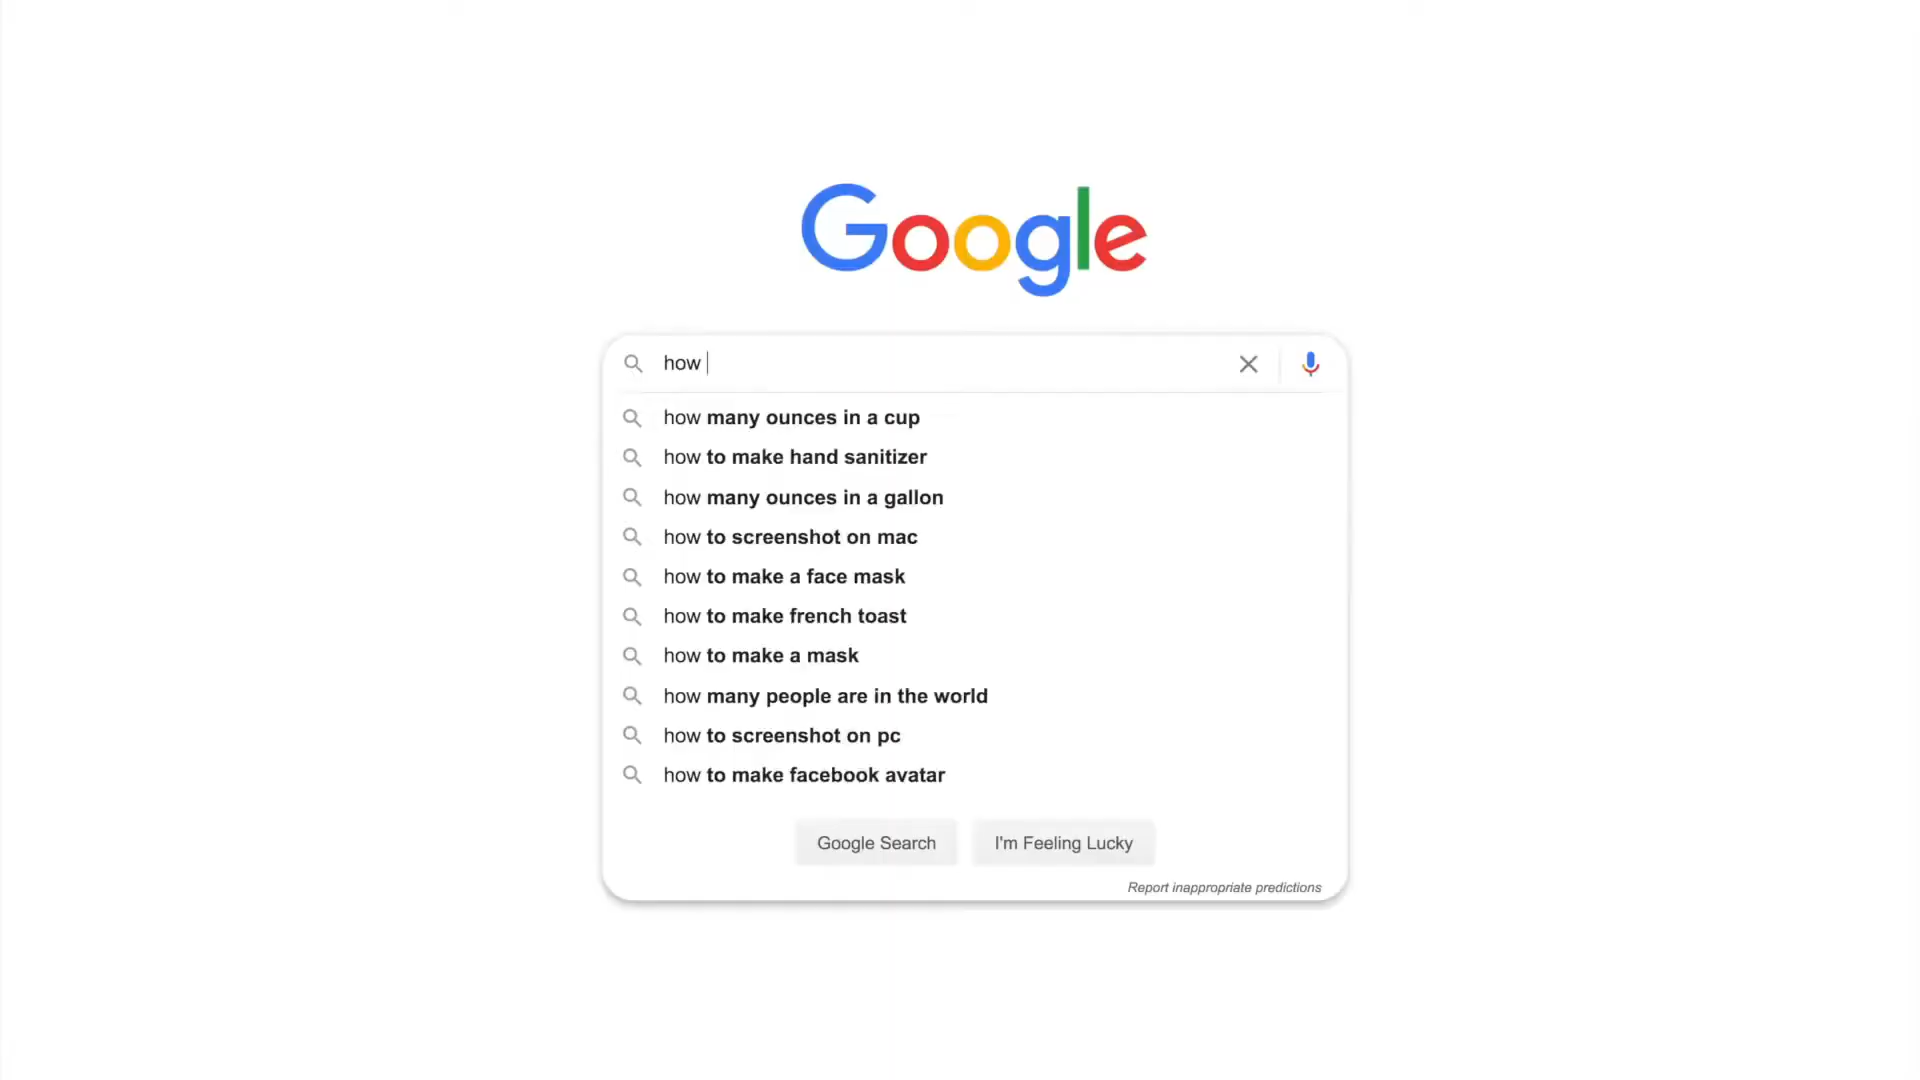 Google
how
how many ounces in a cup
how to make hand sanitizer
how many ounces in a gallon
how to screenshot on mac
how to make a face mask
how to make french toast
how to make a mask
how many people are in the world
how to screenshot on pc
how to make facebook avatar
Google Search I'm Feeling Lucky
Report inappropriate predictions